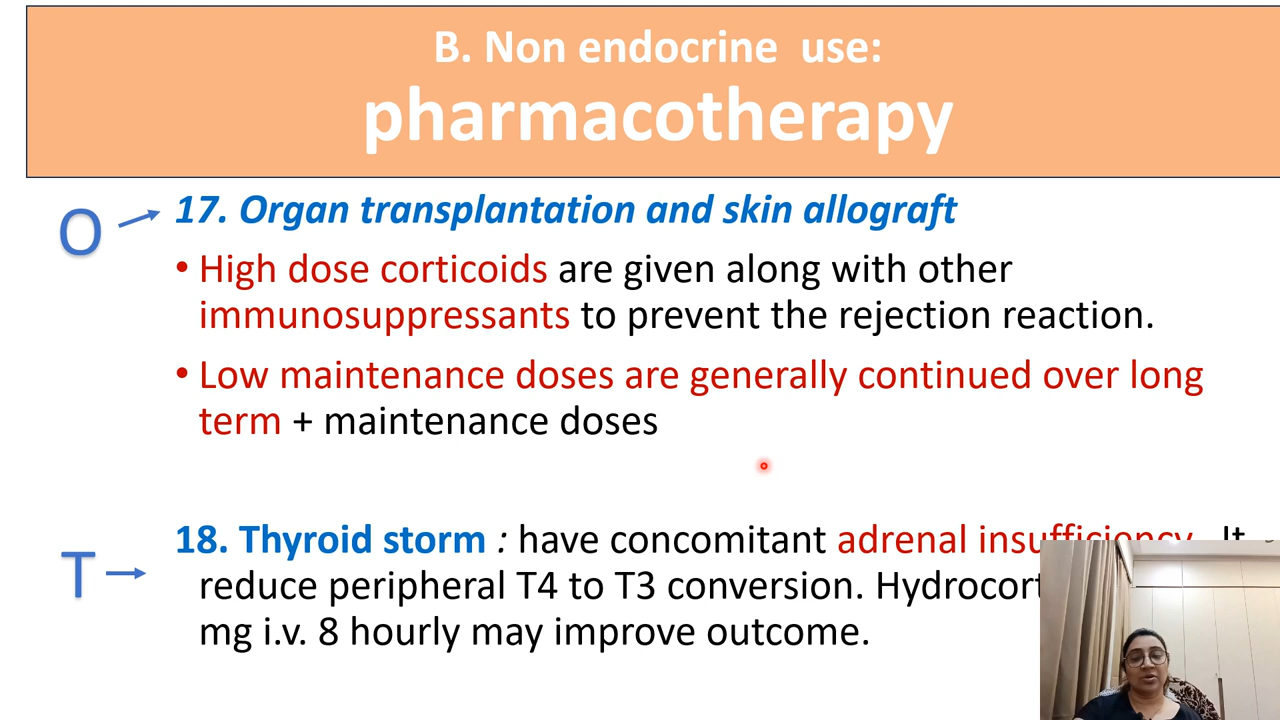 B. Non endocrine use:
pharmacotherapy
O
17. Organ transplantation and skin allograft
• High dose corticoids are given along with other
immunosuppressants to prevent the rejection reaction.
• Low maintenance doses are generally continued over long
term + maintenance doses
T
18. Thyroid storm : have concomitant adrenal insufficiency. It
reduce peripheral T4 to T3 conversion.
mg i.v. 8 hourly may improve outcome.